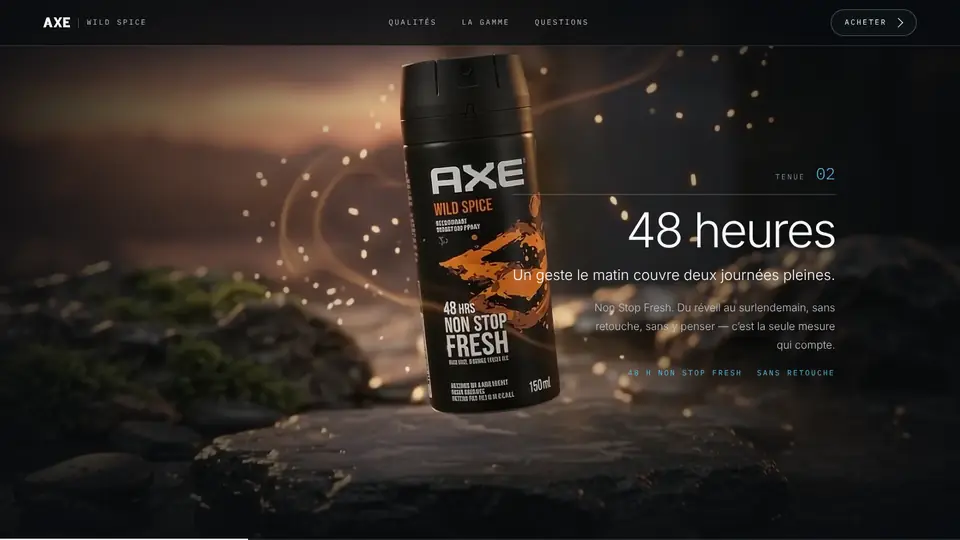 AXE WILD SPICE
QUALITÉS LA GAMME QUESTIONS
ACHETER
AXE
WILD SPICE
48 HRS
NON STOP
FRESH
150ml
TENUE 02
48 heures
Un geste le matin couvre deux journées pleines.
Non Stop Fresh. Du réveil au surlendemain, sans
retouche, sans y penser — c'est la seule mesure
qui compte.
48 H NON STOP FRESH SANS RETOUCHE